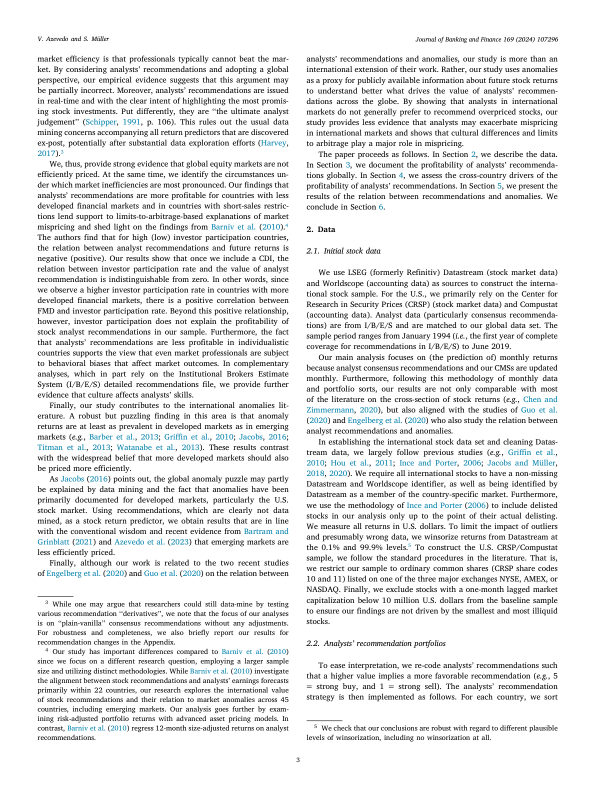 V. Azevedo and S. Müller
Journal of Banking and Finance 169 (2024) 107296
market efficiency is that professionals typically cannot beat the mar-
ket. By considering analysts' recommendations and adopting a global
perspective, our empirical evidence suggests that this argument may
be partially incorrect. Moreover, analysts' recommendations are issued
in real-time and with the clear intent of highlighting the most promis-
ing stock investments. Put differently, they are "the ultimate analyst
judgement" (Schipper, 1991, p. 106). This rules out the usual data
mining concerns accompanying all return predictors that are discovered
ex-post, potentially after substantial data exploration efforts (Harvey,
2017).3
We, thus, provide strong evidence that global equity markets are not
efficiently priced. At the same time, we identify the circumstances un-
der which market inefficiencies are most pronounced. Our findings that
analysts' recommendations are more profitable for countries with less
developed financial markets and in countries with short-sales restric-
tions lend support to limits-to-arbitrage-based explanations of market
mispricing and shed light on the findings from Barniv et al. (2010).4
The authors find that for high (low) investor participation countries,
the relation between analyst recommendations and future returns is
negative (positive). Our results show that once we include a CDI, the
relation between investor participation rate and the value of analyst
recommendation is indistinguishable from zero. In other words, since
we observe a higher investor participation rate in countries with more
developed financial markets, there is a positive correlation between
FMD and investor participation rate. Beyond this positive relationship,
however, investor participation does not explain the profitability of
stock analyst recommendations in our sample. Furthermore, the fact
that analysts' recommendations are less profitable in individualistic
countries supports the view that even market professionals are subject
to behavioral biases that affect market outcomes. In complementary
analyses, which in part rely on the Institutional Brokers Estimate
System (I/B/E/S) detailed recommendations file, we provide further
evidence that culture affects analysts' skills.
Finally, our study contributes to the international anomalies lit-
erature. A robust but puzzling finding in this area is that anomaly
returns are at least as prevalent in developed markets as in emerging
markets (e.g., Barber et al., 2013; Griffin et al., 2010; Jacobs, 2016;
Titman et al., 2013; Watanabe et al., 2013). These results contrast
with the widespread belief that more developed markets should also
be priced more efficiently.
As Jacobs (2016) points out, the global anomaly puzzle may partly
be explained by data mining and the fact that anomalies have been
primarily documented for developed markets, particularly the U.S.
stock market. Using recommendations, which are clearly not data
mined, as a stock return predictor, we obtain results that are in line
with the conventional wisdom and recent evidence from Bartram and
Grinblatt (2021) and Azevedo et al. (2023) that emerging markets are
less efficiently priced.
Finally, although our work is related to the two recent studies
of Engelberg et al. (2020) and Guo et al. (2020) on the relation between
3 While one may argue that researchers could still data-mine by testing
various recommendation "derivatives", we note that the focus of our analyses
is on "plain-vanilla" consensus recommendations without any adjustments.
For robustness and completeness, we also briefly report our results for
recommendation changes in the Appendix.
4 Our study has important differences compared to Barniv et al. (2010)
since we focus on a different research question, employing a larger sample
size and utilizing distinct methodologies. While Barniv et al. (2010) investigate
the alignment between stock recommendations and analysts' earnings forecasts
primarily within 22 countries, our research explores the international value
of stock recommendations and their relation to market anomalies across 45
countries, including emerging markets. Our analysis goes further by exam-
ining risk-adjusted portfolio returns with advanced asset pricing models. In
contrast, Barniv et al. (2010) regress 12-month size-adjusted returns on analyst
recommendations.
analysts' recommendations and anomalies, our study is more than an
international extension of their work. Rather, our study uses anomalies
as a proxy for publicly available information about future stock returns
to understand better what drives the value of analysts' recommen-
dations across the globe. By showing that analysts in international
markets do not generally prefer to recommend overpriced stocks, our
study provides less evidence that analysts may exacerbate mispricing
in international markets and shows that cultural differences and limits
to arbitrage play a major role in mispricing.
The paper proceeds as follows. In Section 2, we describe the data.
In Section 3, we document the profitability of analysts' recommenda-
tions globally. In Section 4, we assess the cross-country drivers of the
profitability of analysts' recommendations. In Section 5, we present the
results of the relation between recommendations and anomalies. We
conclude in Section 6.
2. Data
2.1. Initial stock data
We use LSEG (formerly Refinitiv) Datastream (stock market data)
and Worldscope (accounting data) as sources to construct the interna-
tional stock sample. For the U.S., we primarily rely on the Center for
Research in Security Prices (CRSP) (stock market data) and Compustat
(accounting data). Analyst data (particularly consensus recommenda-
tions) are from I/B/E/S and are matched to our global data set. The
sample period ranges from January 1994 (i.e., the first year of complete
coverage for recommendations in I/B/E/S) to June 2019.
Our main analysis focuses on (the prediction of) monthly returns
because analyst consensus recommendations and our CMSs are updated
monthly. Furthermore, following this methodology of monthly data
and portfolio sorts, our results are not only comparable with most
of the literature on the cross-section of stock returns (e.g., Chen and
Zimmermann, 2020), but also aligned with the studies of Guo et al.
(2020) and Engelberg et al. (2020) who also study the relation between
analyst recommendations and anomalies.
In establishing the international stock data set and cleaning Datas-
tream data, we largely follow previous studies (e.g., Griffin et al.,
2010; Hou et al., 2011; Ince and Porter, 2006; Jacobs and Müller,
2018, 2020). We require all international stocks to have a non-missing
Datastream and Worldscope identifier, as well as being identified by
Datastream as a member of the country-specific market. Furthermore,
we use the methodology of Ince and Porter (2006) to include delisted
stocks in our analysis only up to the point of their actual delisting.
We measure all returns in U.S. dollars. To limit the impact of outliers
and presumably wrong data, we winsorize returns from Datastream at
the 0.1% and 99.9% levels.5 To construct the U.S. CRSP/Compustat
sample, we follow the standard procedures in the literature. That is,
we restrict our sample to ordinary common shares (CRSP share codes
10 and 11) listed on one of the three major exchanges NYSE, AMEX, or
NASDAQ. Finally, we exclude stocks with a one-month lagged market
capitalization below 10 million U.S. dollars from the baseline sample
to ensure our findings are not driven by the smallest and most illiquid
stocks.
2.2. Analysts' recommendation portfolios
To ease interpretation, we re-code analysts' recommendations such
that a higher value implies a more favorable recommendation (e.g., 5
= strong buy, and 1 = strong sell). The analysts' recommendation
strategy is then implemented as follows. For each country, we sort
5 We check that our conclusions are robust with regard to different plausible
levels of winsorization, including no winsorization at all.
3